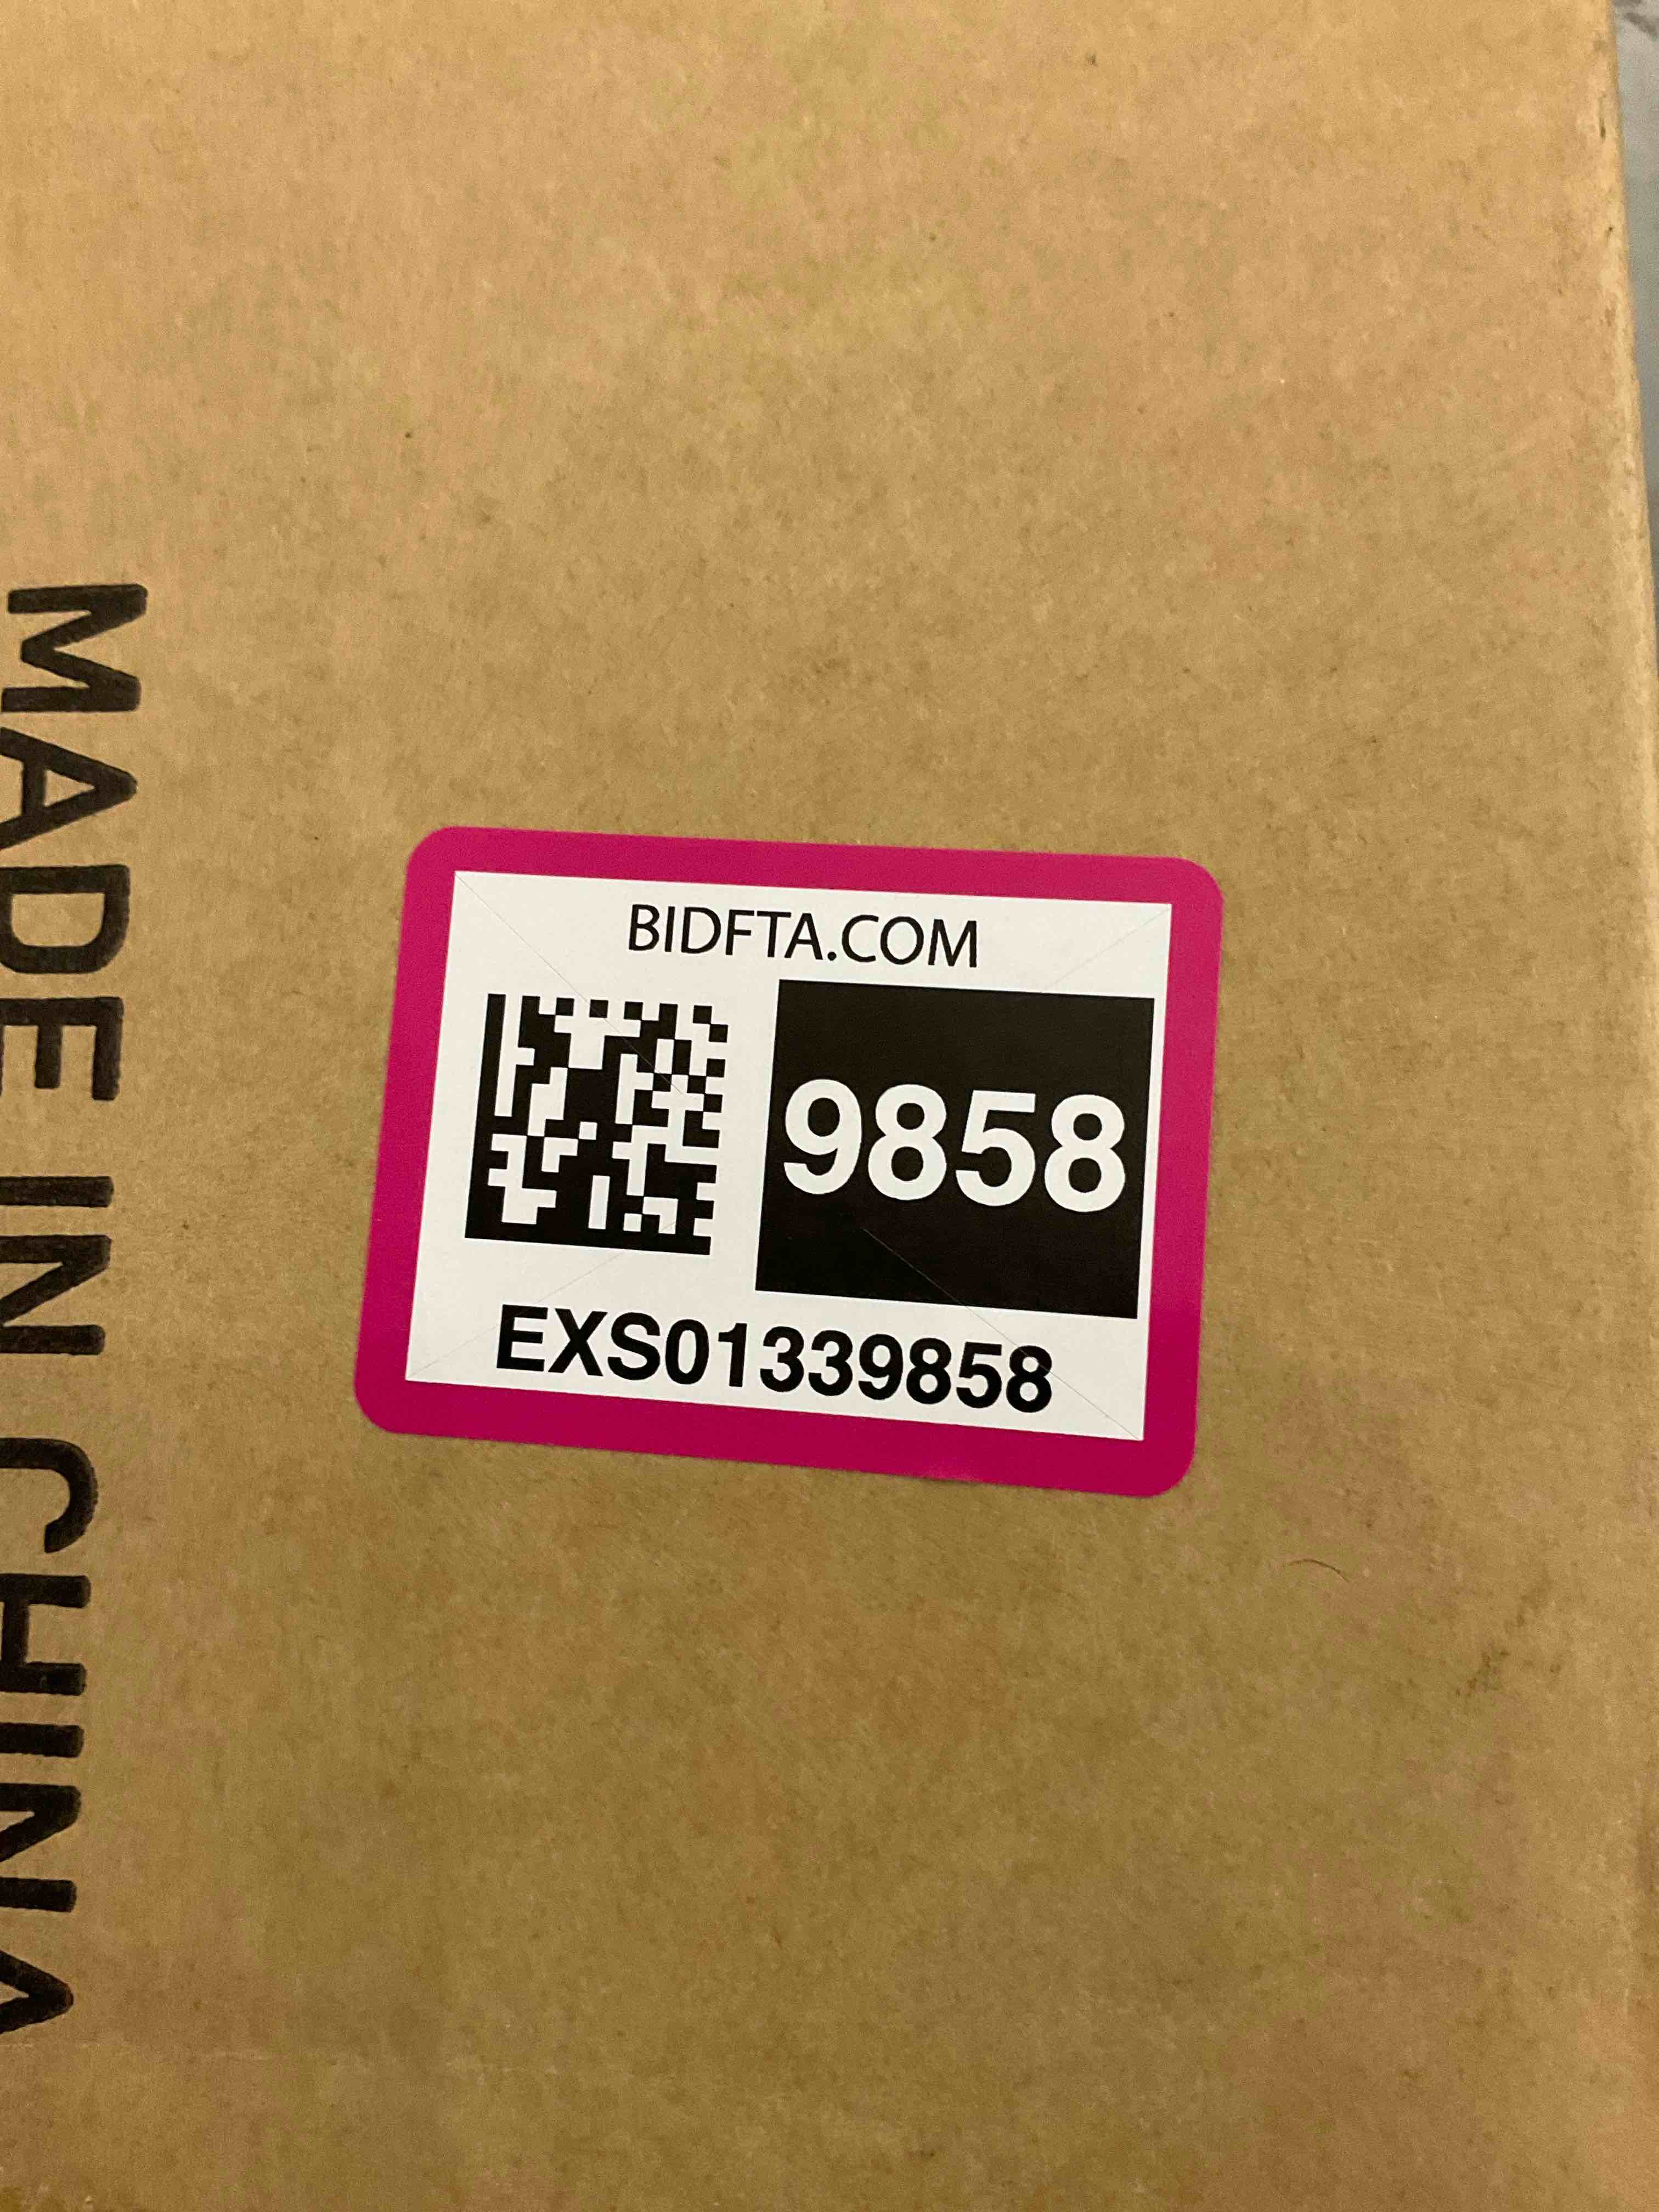 MADE IN CHINA
BIDFTA.COM
9858
EXS01339858